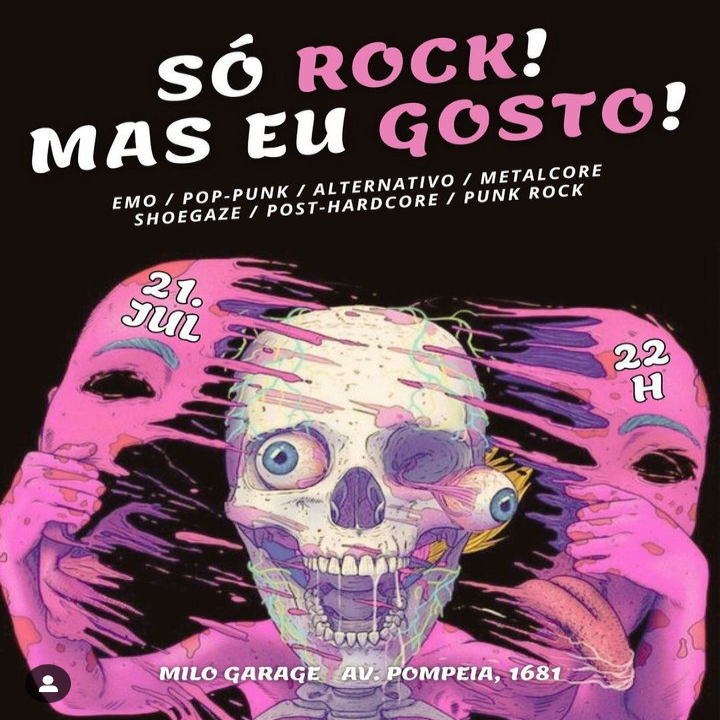 SÓ ROCK!
MAS EU GOSTO!
EMO / POP-PUNK / ALTERNATIVO / METALCORE
SHOEGAZE / POST-HARDCORE / PUNK ROCK
21.
JUL
22
H
MILO GARAGE AV. POMPEIA, 1681